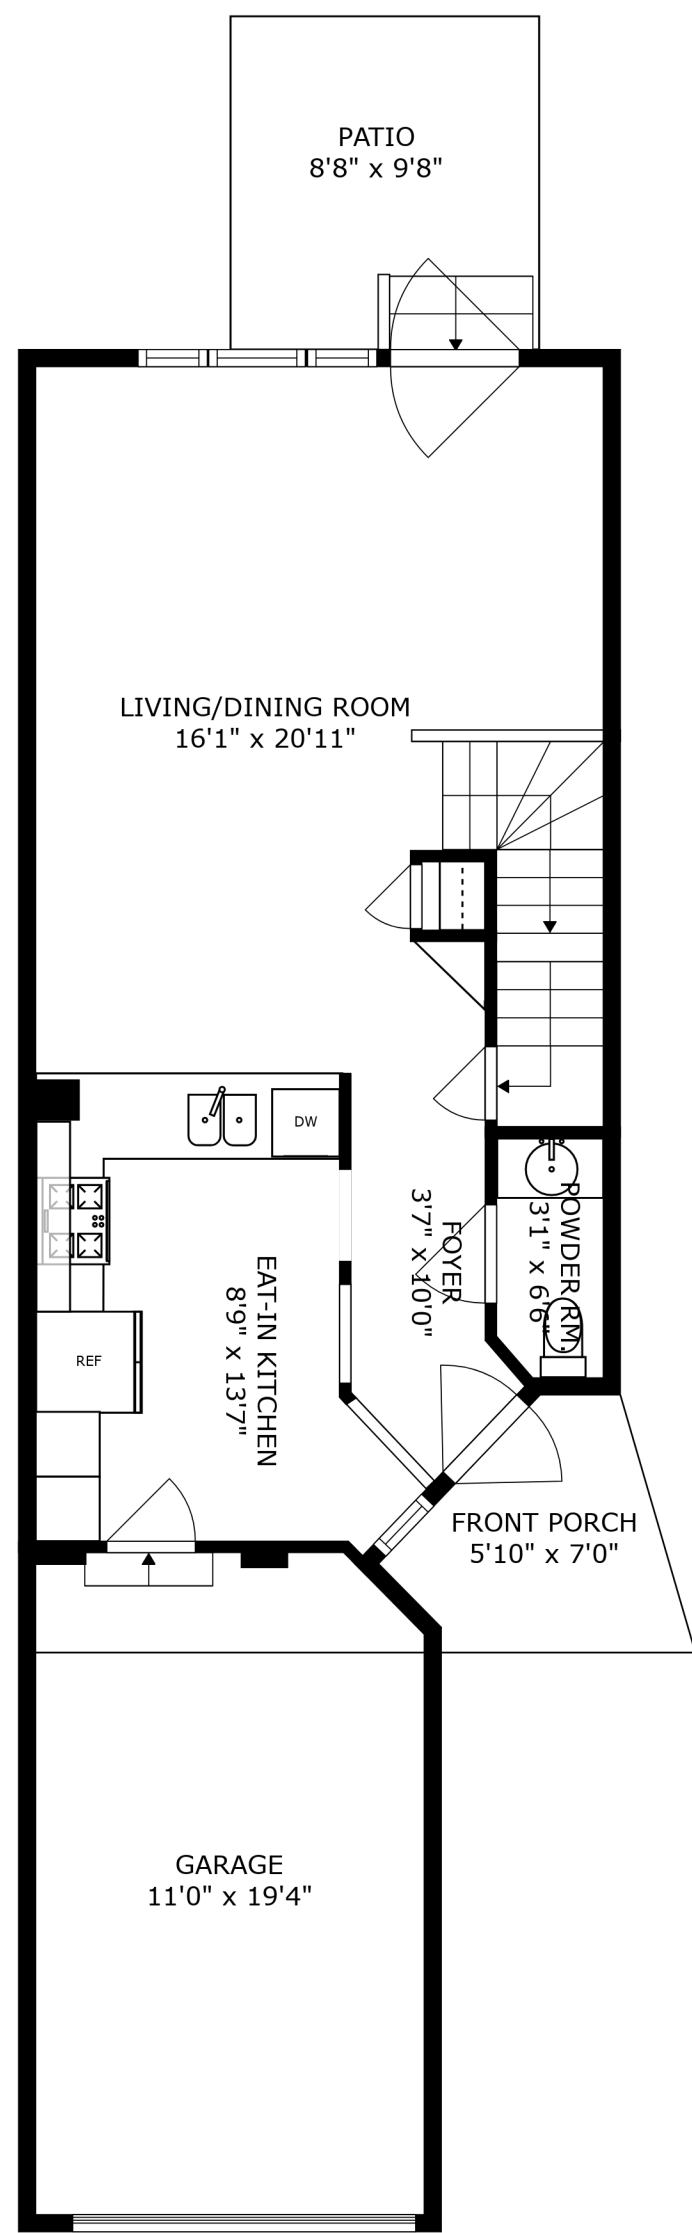 PATIO
8'8" x 9'8"
LIVING/DINING ROOM
16'1" x 20'11"
DW
FOYER
3'7" x 10'0"
POWDER RM.
3'1" x 6'6"
EAT-IN KITCHEN
8'9" x 13'7"
REF
FRONT PORCH
5'10" x 7'0"
GARAGE
11'0" x 19'4"